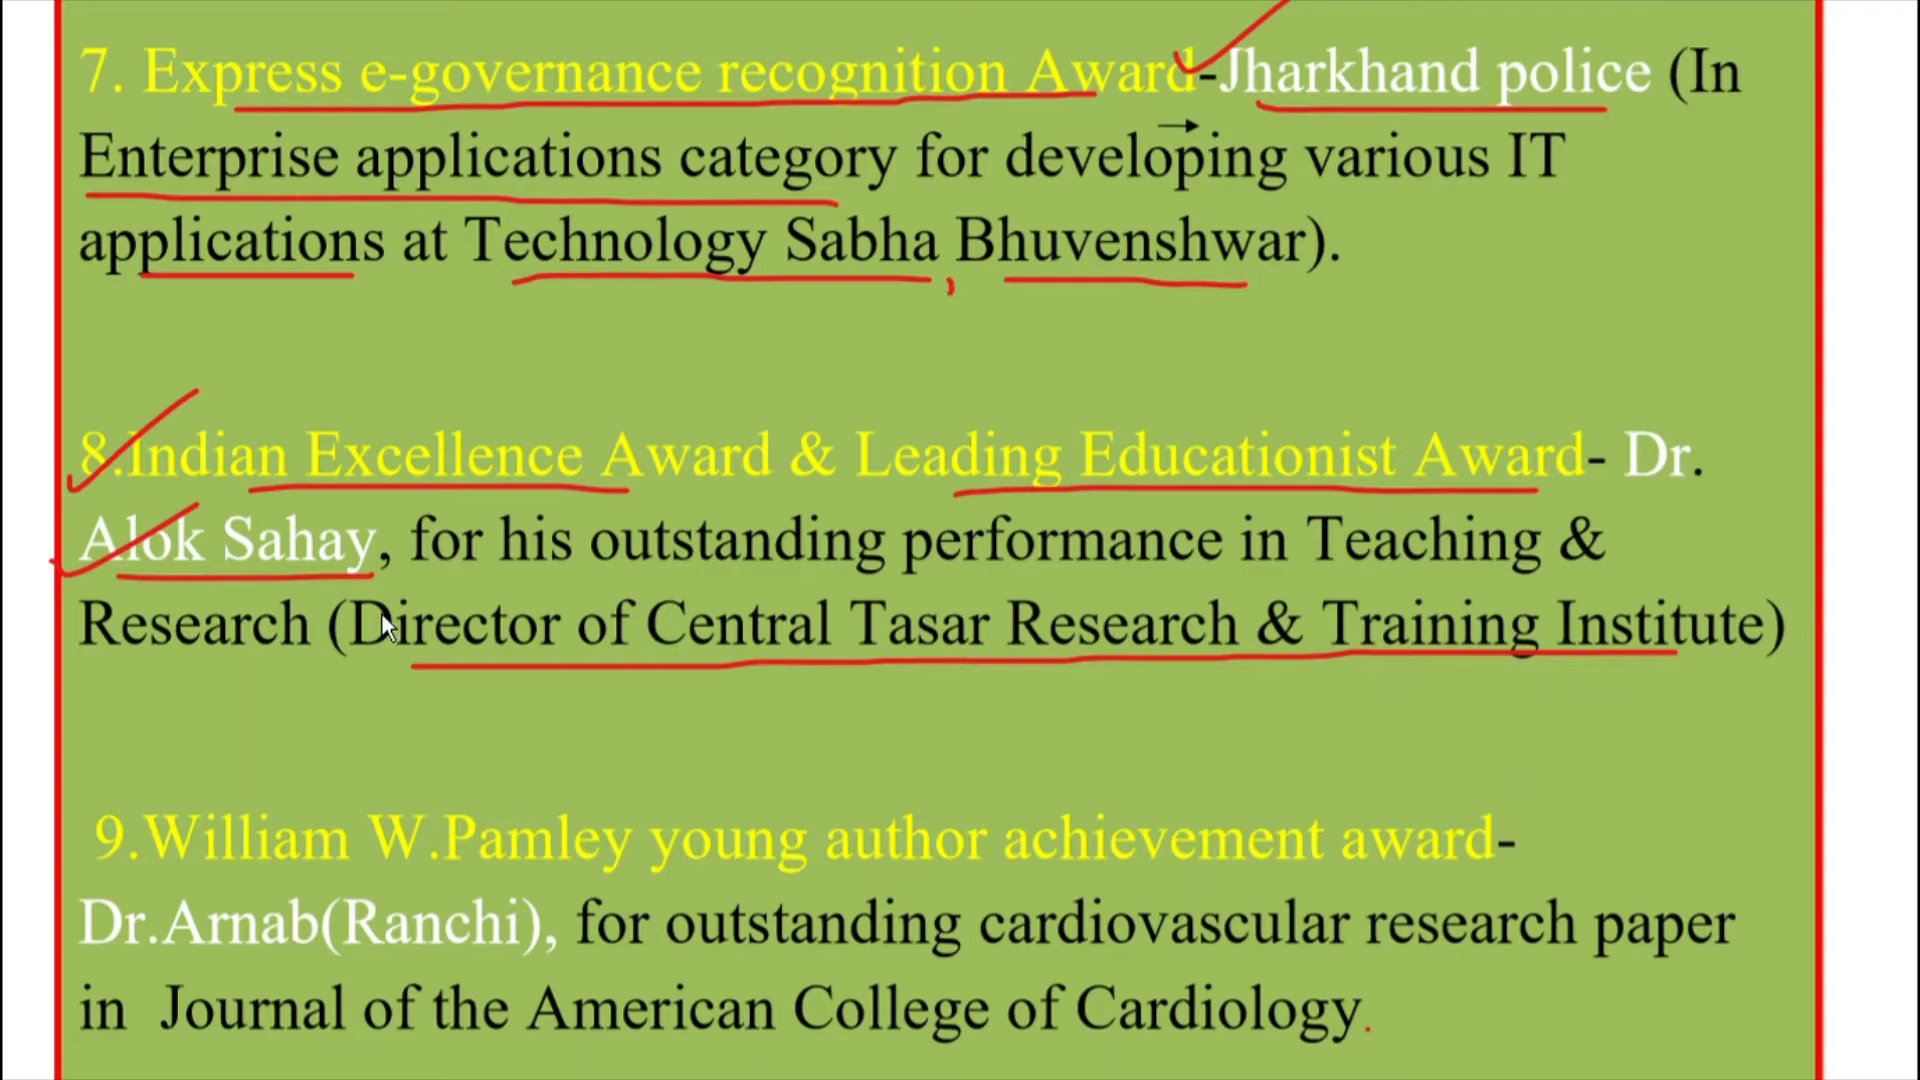 7. Express e-governance recognition Award-Jharkhand police (In
Enterprise applications category for developing various IT
applications at Technology Sabha Bhuvenshwar).
8.Indian Excellence Award & Leading Educationist Award- Dr.
Alok Sahay, for his outstanding performance in Teaching &
Research (Director of Central Tasar Research & Training Institute)
9.William W.Pamley young author achievement award-
Dr.Arnab(Ranchi), for outstanding cardiovascular research paper
in Journal of the American College of Cardiology.